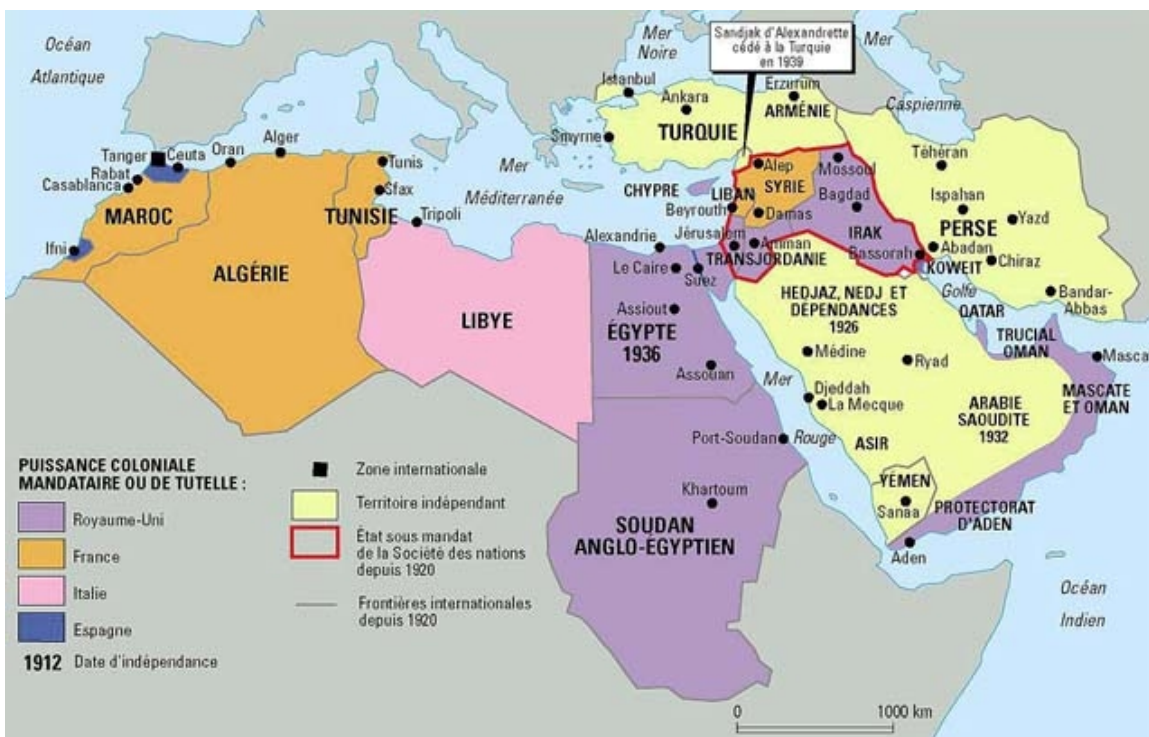 Océan
Atlantique
Mer
Noire
Sandjak d'Alexandrette
cédé à la Turquie
en 1939
Mer
Caspienne
Istanbul
Ankara
Erzurum
ARMÉNIE
TURQUIE
Smyrne
Alger
Oran
Tanger
Ceuta
Rabat
Casablanca
MAROC
Ifni
Tunis
Sfax
TUNISIE
Tripoli
Mer
Méditerranée
CHYPRE
LIBAN
Beyrouth
Alep
SYRIE
Damas
Mossoul
Bagdad
IRAK
Bassorah
Téhéran
Ispahan
Yazd
PERSE
Abadan
Chiraz
KOWEIT
Golfe
Bandar-
Abbas
Jérusalem
Amman
TRANSJORDANIE
Alexandrie
Le Caire
Suez
ALGÉRIE
LIBYE
Assiout
ÉGYPTE
1936
Assouan
HEDJAZ, NEDJ ET
DÉPENDANCES
1926
QATAR
TRUCIAL
OMAN
Masca
MASCATE
ET OMAN
Médine
Ryad
Mer
Rouge
Djeddah
La Mecque
ARABIE
SAOUDITE
1932
ASIR
Port-Soudan
Khartoum
SOUDAN
ANGLO-ÉGYPTIEN
YÉMEN
Sanaa
PROTECTORAT
D'ADEN
Aden
Océan
Indien
PUISSANCE COLONIALE
MANDATAIRE OU DE TUTELLE :
Royaume-Uni
France
Italie
Espagne
1912 Date d'indépendance
Zone internationale
Territoire indépendant
État sous mandat
de la Société des nations
depuis 1920
Frontières internationales
depuis 1920
0 1000 km